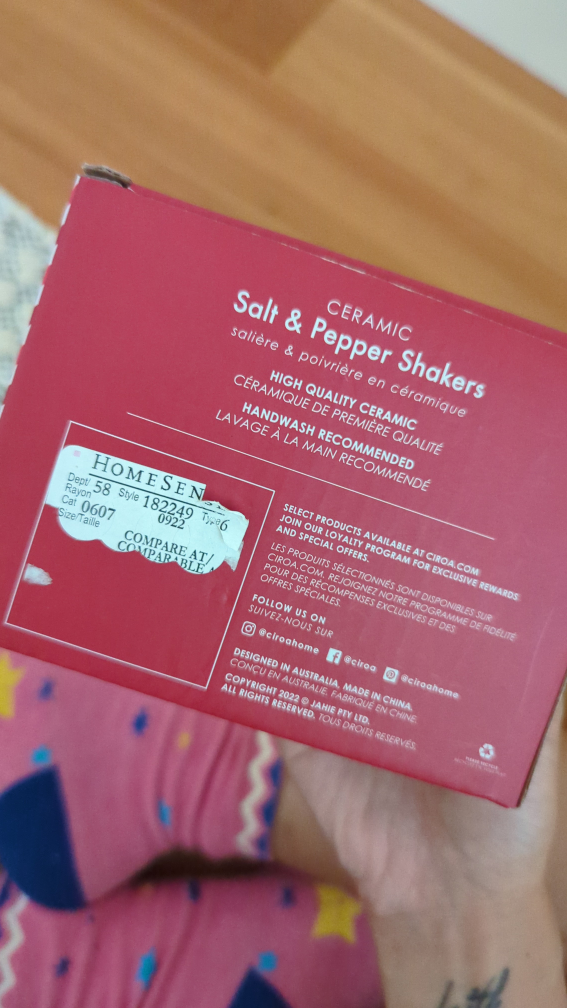 CERAMIC
Salt & Pepper Shakers
salière & poivrière en céramique
HIGH QUALITY CERAMIC
CÉRAMIQUE DE PREMIÈRE QUALITÉ
HANDWASH RECOMMENDED
LAVAGE À LA MAIN RECOMMENDÉ
HOMESEN
Dept/ 58 Style 182249 Type 6
Rayon
Cat 0607 0922
Size/Taille
COMPARE AT/
COMPARABLE
SELECT PRODUCTS AVAILABLE AT CIROA.COM
JOIN OUR LOYALTY PROGRAM FOR EXCLUSIVE REWARDS
AND SPECIAL OFFERS.
LES PRODUITS SÉLECTIONNÉS SONT DISPONIBLES SUR
CIROA.COM. REJOIGNEZ NOTRE PROGRAMME DE FIDÉLITÉ
POUR DES RÉCOMPENSES EXCLUSIVES ET DES
OFFRES SPÉCIALES.
FOLLOW US ON
SUIVEZ-NOUS SUR
@ciroahome @ciroa @ciroahome
DESIGNED IN AUSTRALIA. MADE IN CHINA.
CONÇU EN AUSTRALIE. FABRIQUÉ EN CHINE.
COPYRIGHT 2022 © JAHIE PTY LTD.
ALL RIGHTS RESERVED. TOUS DROITS RESERVÉS.